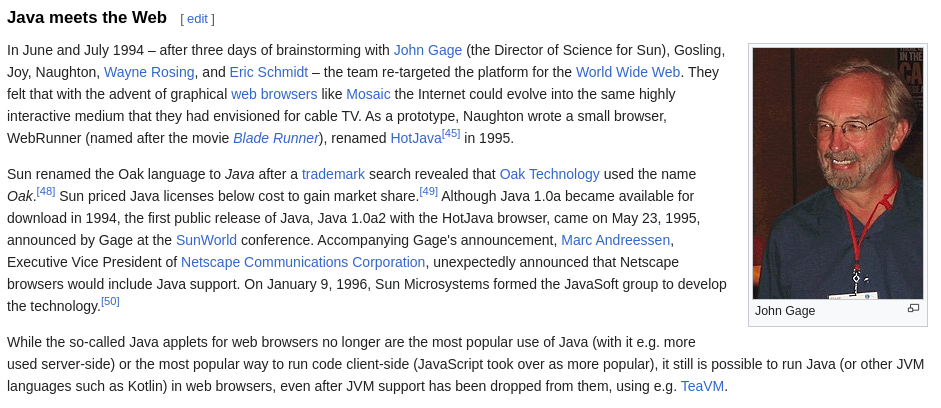 Java meets the Web [ edit ]
In June and July 1994 – after three days of brainstorming with John Gage (the Director of Science for Sun), Gosling,
Joy, Naughton, Wayne Rosing, and Eric Schmidt – the team re-targeted the platform for the World Wide Web. They
felt that with the advent of graphical web browsers like Mosaic the Internet could evolve into the same highly
interactive medium that they had envisioned for cable TV. As a prototype, Naughton wrote a small browser,
WebRunner (named after the movie Blade Runner), renamed HotJava[45] in 1995.
Sun renamed the Oak language to Java after a trademark search revealed that Oak Technology used the name
Oak.[48] Sun priced Java licenses below cost to gain market share.[49] Although Java 1.0a became available for
download in 1994, the first public release of Java, Java 1.0a2 with the HotJava browser, came on May 23, 1995,
announced by Gage at the SunWorld conference. Accompanying Gage's announcement, Marc Andreessen,
Executive Vice President of Netscape Communications Corporation, unexpectedly announced that Netscape
browsers would include Java support. On January 9, 1996, Sun Microsystems formed the JavaSoft group to develop
the technology.[50]
IN THE
CA
John Gage
While the so-called Java applets for web browsers no longer are the most popular use of Java (with it e.g. more
used server-side) or the most popular way to run code client-side (JavaScript took over as more popular), it still is possible to run Java (or other JVM
languages such as Kotlin) in web browsers, even after JVM support has been dropped from them, using e.g. TeaVM.